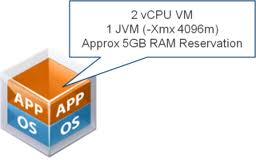 2 vCPU VM
1 JVM (-Xmx 4096m)
Approx 5GB RAM Reservation
APP APP
OS OS